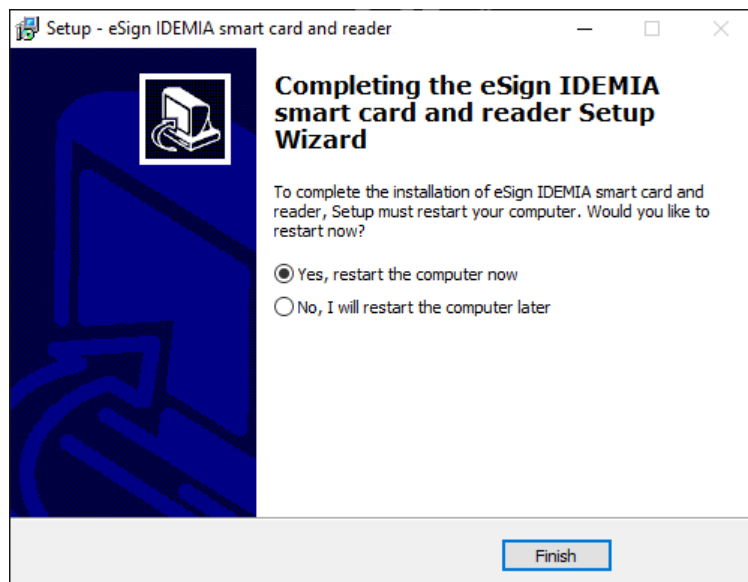 Setup - eSign IDEMIA smart card and reader
Completing the eSign IDEMIA
smart card and reader Setup
Wizard
To complete the installation of eSign IDEMIA smart card and
reader, Setup must restart your computer. Would you like to
restart now?
Yes, restart the computer now
No, I will restart the computer later
Finish